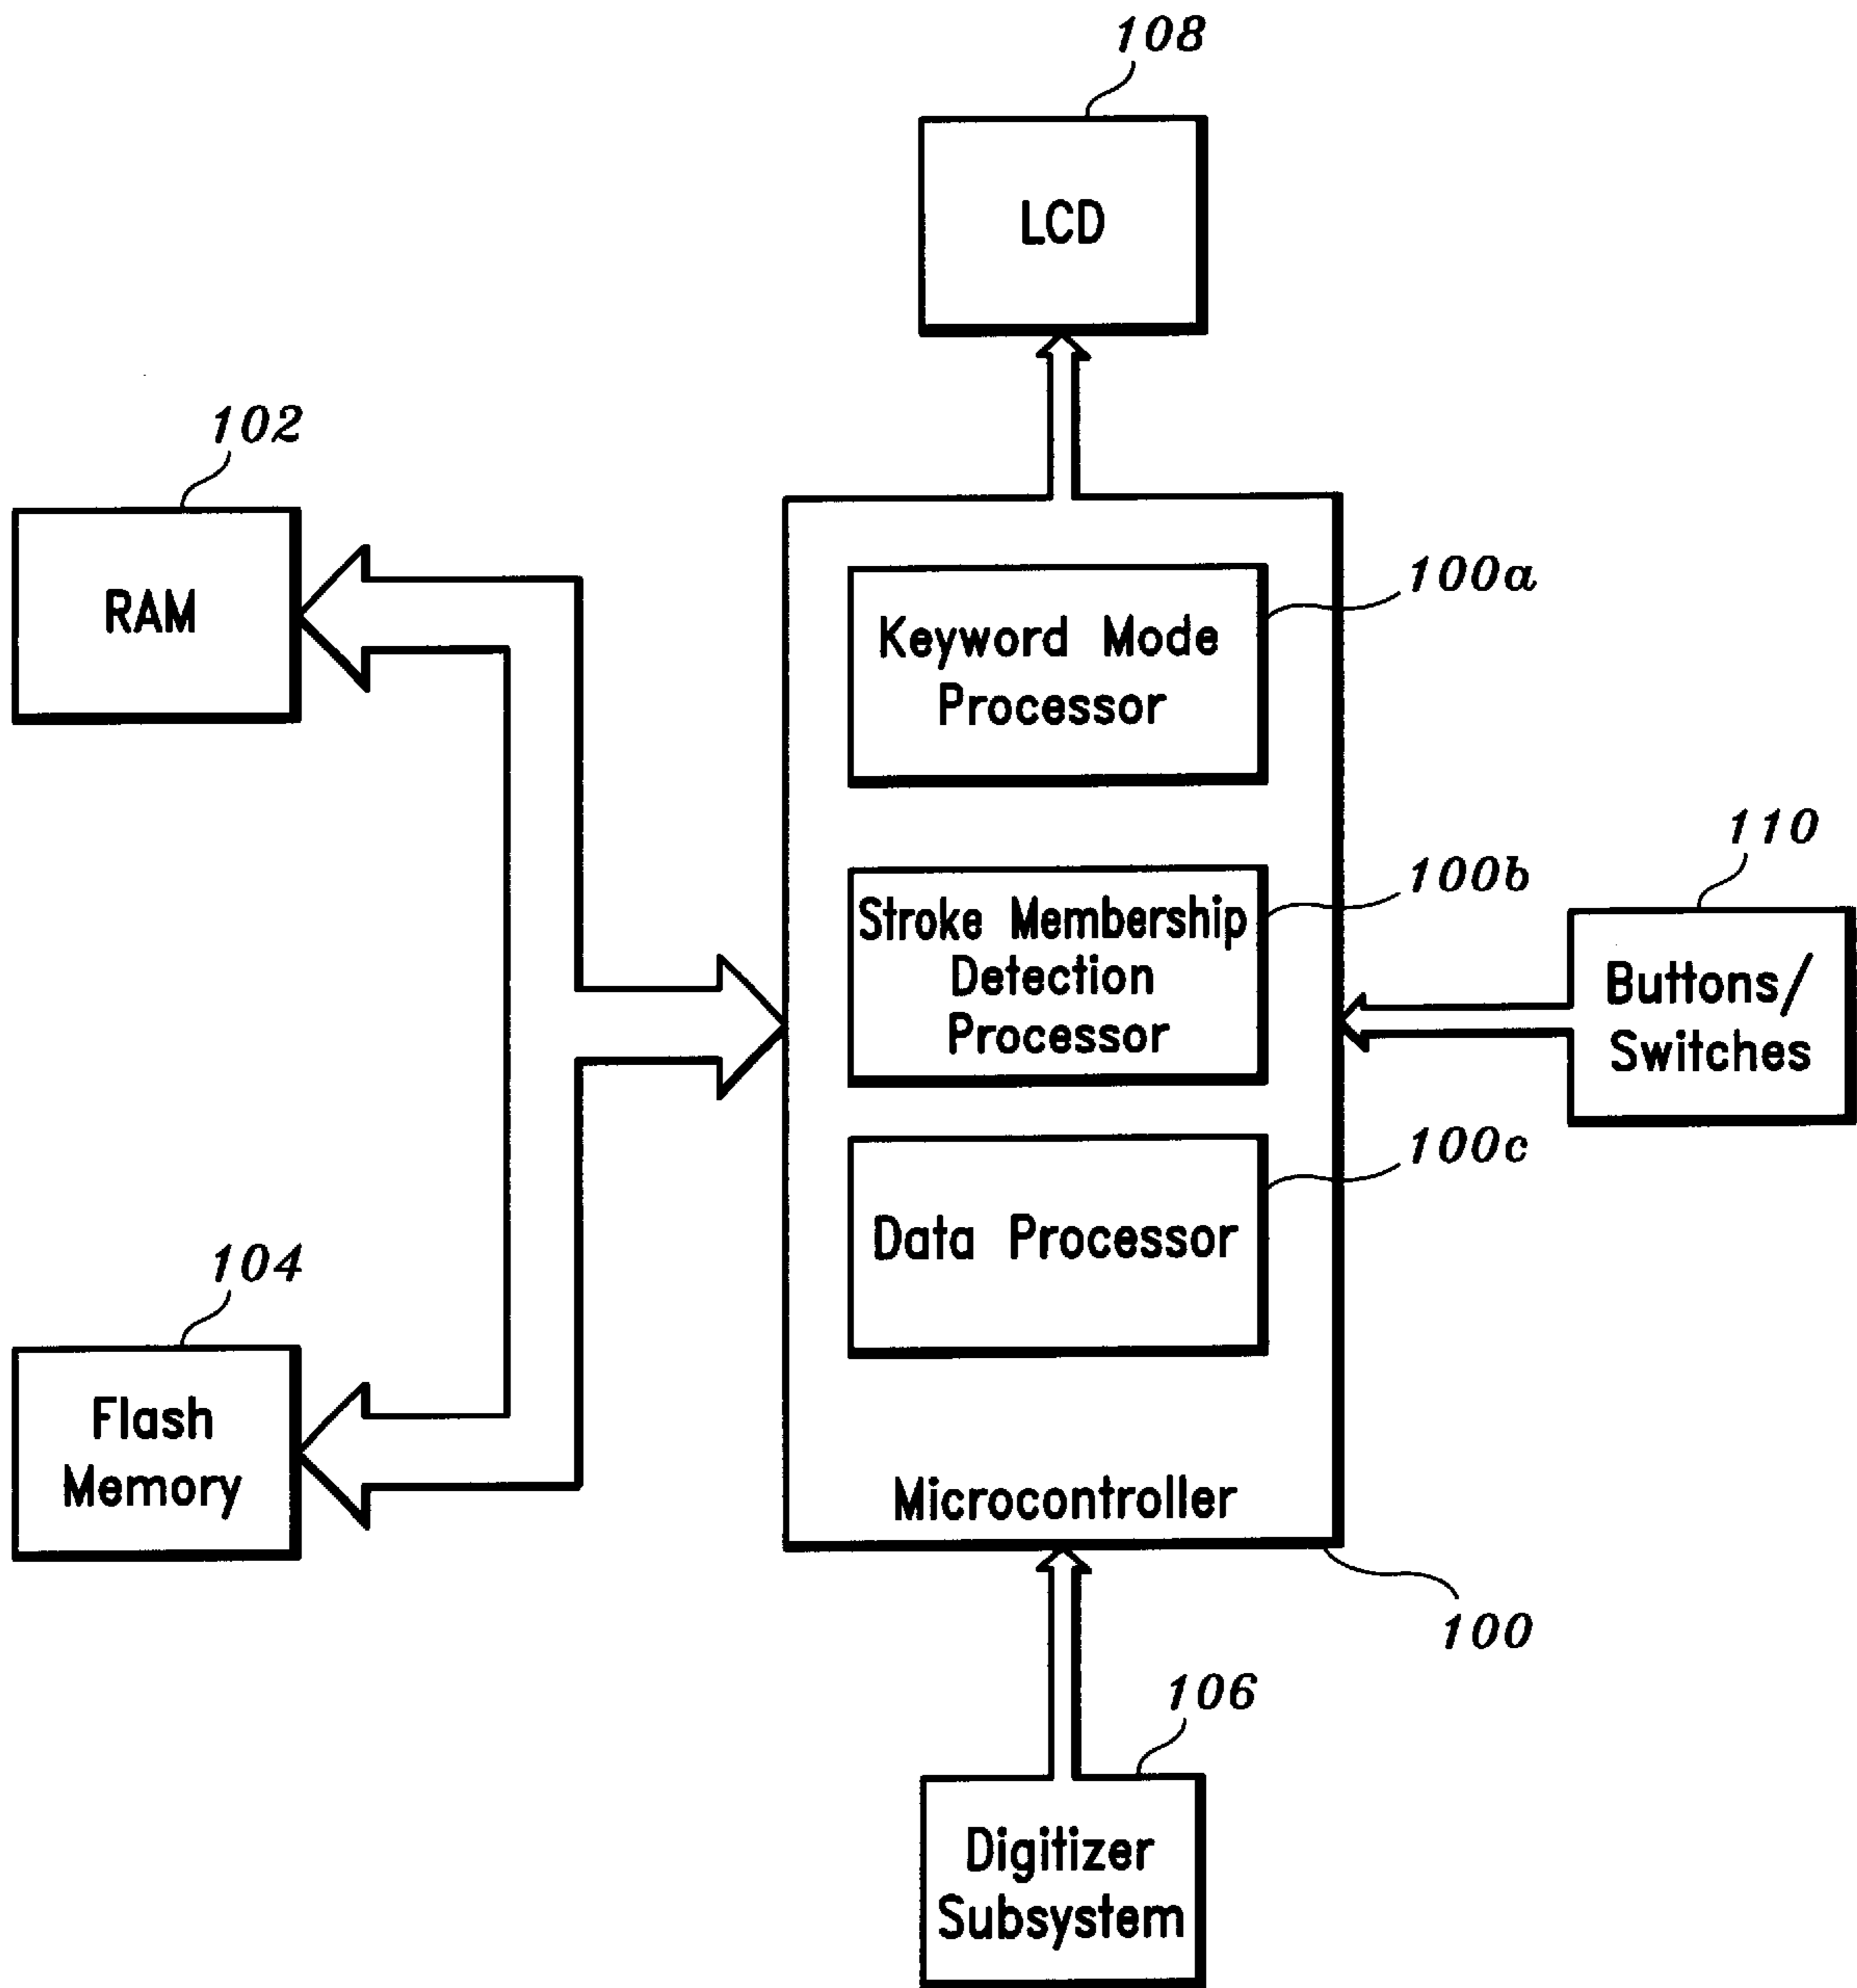 108
LCD
102
RAM
100a
Keyword Mode
Processor
110
100b
Stroke Membership
Detection
Processor
Buttons/
Switches
100c
Data Processor
104
Flash
Memory
Microcontroller
100
106
Digitizer
Subsystem